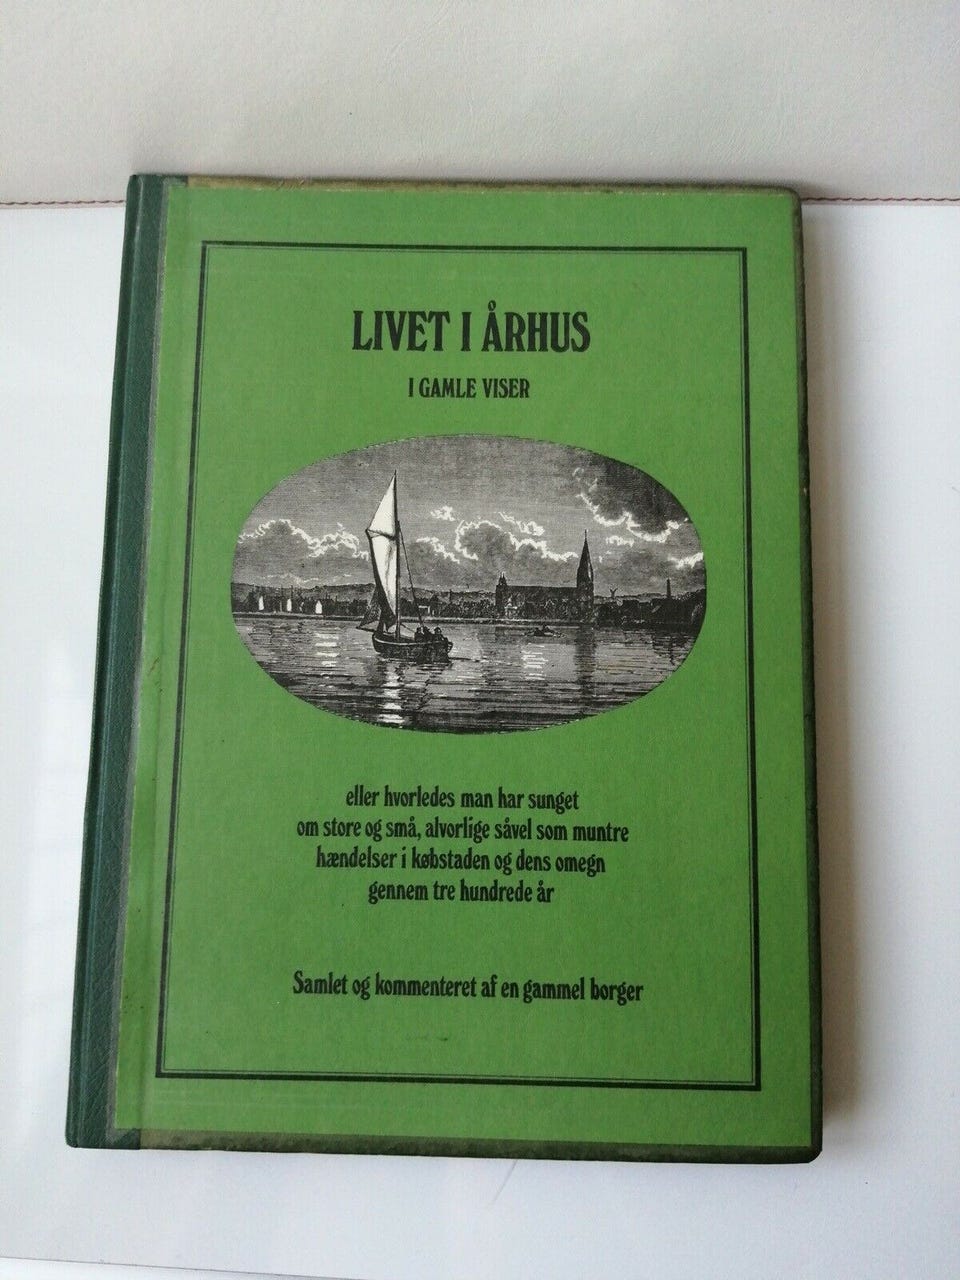 LIVET I ÅRHUS
I GAMLE VISER
eller hvorledes man har sunget
om store og små, alvorlige såvel som muntre
hændelser i købstaden og dens omegn
gennem tre hundrede år
Samlet og kommenteret af en gammel borger